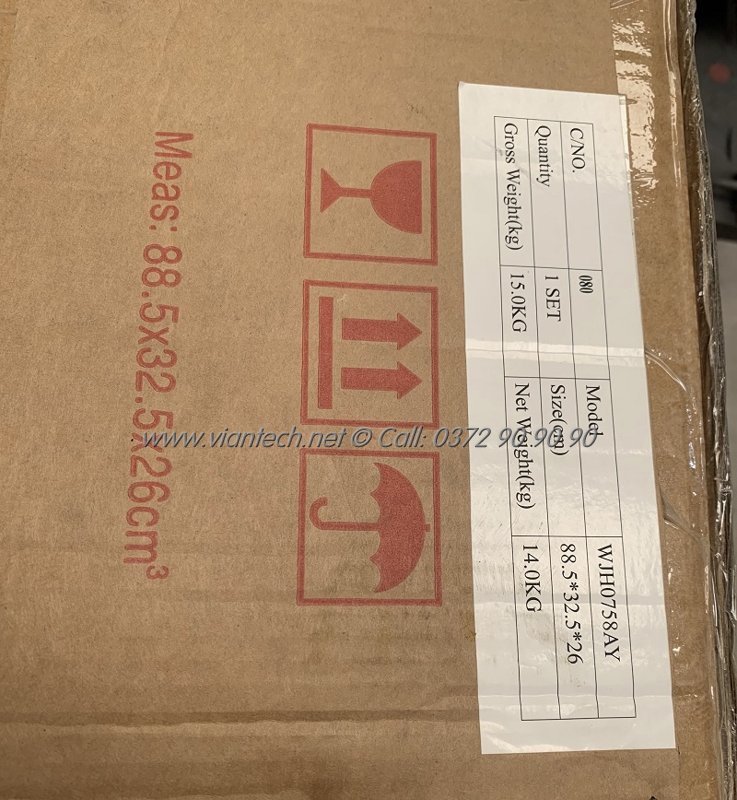 C/NO. 080 Model WJH0758AY
Quantity 1 SET Size(cm) 88.5*32.5*26
Gross Weight(kg) 15.0KG Net Weight(kg) 14.0KG
Meas: 88.5x32.5x26cm³
www.viantech.net © Call: 0372 90 90 90